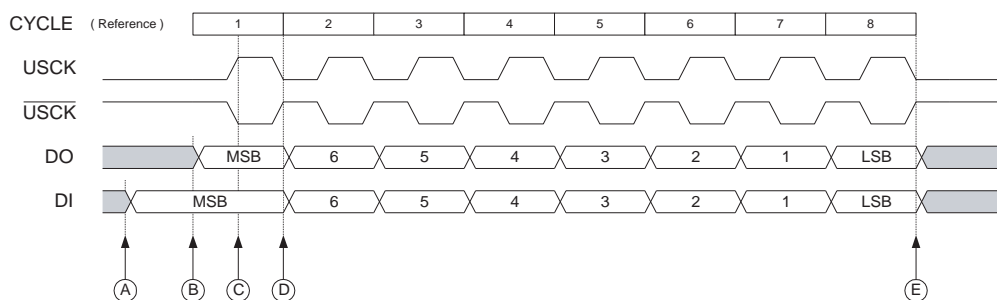 CYCLE ( Reference ) 1 2 3 4 5 6 7 8
USCK
USCK
DO MSB 6 5 4 3 2 1 LSB
DI MSB 6 5 4 3 2 1 LSB
A B C D E